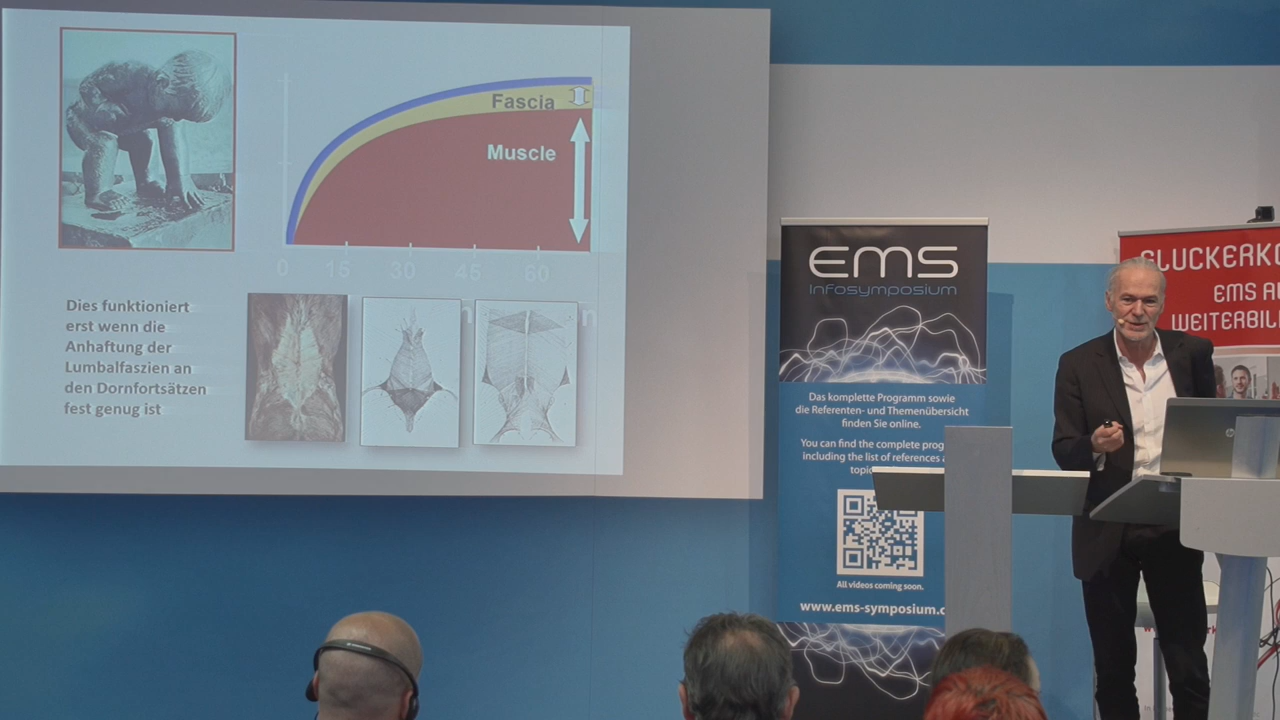 Fascia
Muscle
0 15 30 45 60
Dies funktioniert
erst wenn die
Anhaftung der
Lumbalfaszien an
den Dornfortsätzen
fest genug ist
EMS
Infosymposium
Das komplette Programm sowie
die Referenten- und Themenübersicht
finden Sie online.
You can find the complete prog
including the list of references a
topic
All videos coming soon.
www.ems-symposium.
GLUCKERKO
EMS A
WEITERBIL